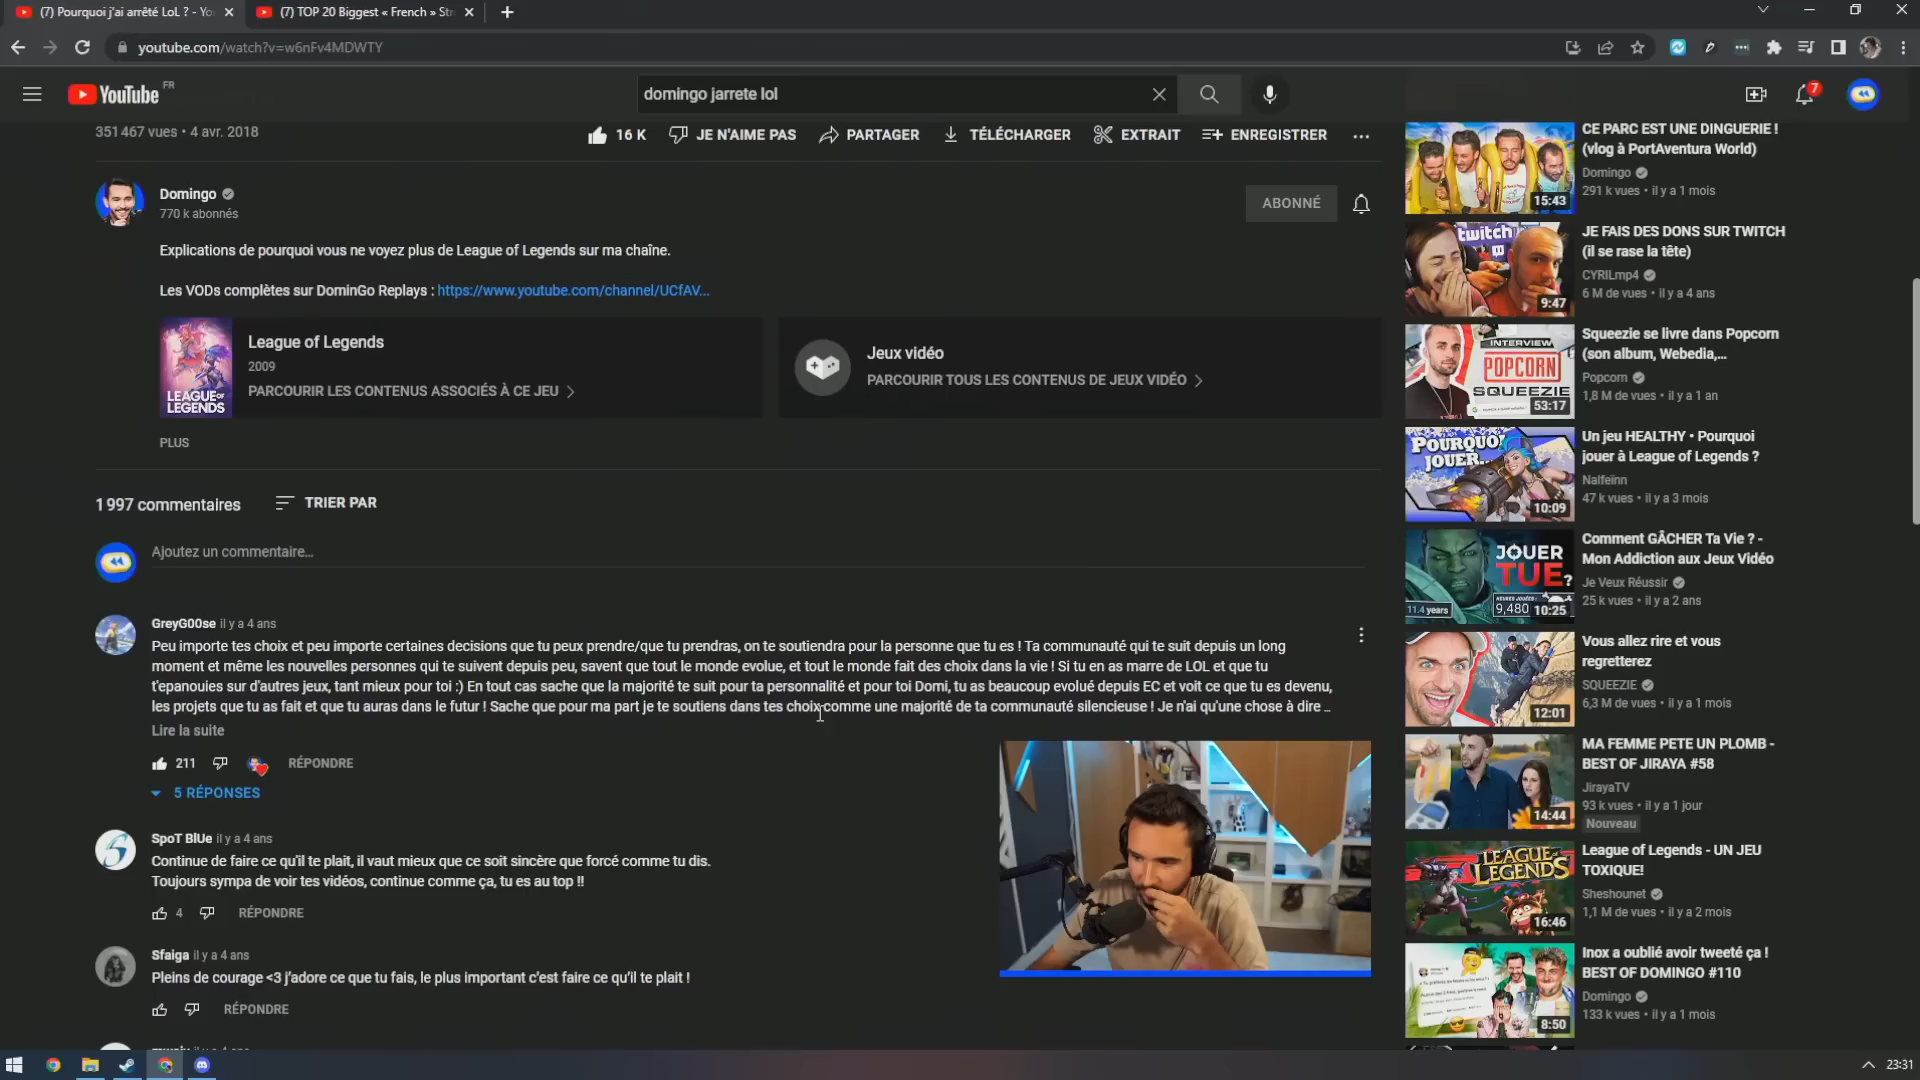 (7) Pourquoi j'ai arrêté LoL ? - Yo
(7) TOP 20 Biggest « French » Str
youtube.com/watch?v=w6nFv4MDWTY
YouTube FR
domingo jarrete lol
7
351 467 vues • 4 avr. 2018
16 K
JE N'AIME PAS
PARTAGER
TÉLÉCHARGER
EXTRAIT
ENREGISTRER
Domingo
770 k abonnés
ABONNÉ
Explications de pourquoi vous ne voyez plus de League of Legends sur ma chaîne.
Les VODs complètes sur DominGo Replays : https://www.youtube.com/channel/UCfAV...
LEAGUE OF
LEGENDS
League of Legends
2009
PARCOURIR LES CONTENUS ASSOCIÉS À CE JEU
Jeux vidéo
PARCOURIR TOUS LES CONTENUS DE JEUX VIDÉO
PLUS
1 997 commentaires
TRIER PAR
Ajoutez un commentaire...
GreyG00se il y a 4 ans
Peu importe tes choix et peu importe certaines decisions que tu peux prendre/que tu prendras, on te soutiendra pour la personne que tu es ! Ta communauté qui te suit depuis un long
moment et même les nouvelles personnes qui te suivent depuis peu, savent que tout le monde evolue, et tout le monde fait des choix dans la vie ! Si tu en as marre de LOL et que tu
t'epanouies sur d'autres jeux, tant mieux pour toi :) En tout cas sache que la majorité te suit pour ta personnalité et pour toi Domi, tu as beaucoup evolué depuis EC et voit ce que tu es devenu,
les projets que tu as fait et que tu auras dans le futur ! Sache que pour ma part je te soutiens dans tes choix comme une majorité de ta communauté silencieuse ! Je n'ai qu'une chose à dire ...
Lire la suite
211
RÉPONDRE
5 RÉPONSES
SpoT BlUe il y a 4 ans
Continue de faire ce qu'il te plait, il vaut mieux que ce soit sincère que forcé comme tu dis.
Toujours sympa de voir tes vidéos, continue comme ça, tu es au top !!
4
RÉPONDRE
Sfaiga il y a 4 ans
Pleins de courage <3 j'adore ce que tu fais, le plus important c'est faire ce qu'il te plait !
RÉPONDRE
15:43
CE PARC EST UNE DINGUERIE !
(vlog à PortAventura World)
Domingo
291 k vues • il y a 1 mois
twitch
9:47
JE FAIS DES DONS SUR TWITCH
(il se rase la tête)
CYRILmp4
6 M de vues • il y a 4 ans
INTERVIEW
POPCORN
SQUEEZIE
53:17
Squeezie se livre dans Popcorn
(son album, Webedia,...
Popcorn
1,8 M de vues • il y a 1 an
POURQUOI
JOUER...
10:09
Un jeu HEALTHY • Pourquoi
jouer à League of Legends ?
Nalfeïnn
47 k vues • il y a 3 mois
JOUER
TUE?
11.4 years
HEURES JOUÉES :
9,480
10:25
Comment GÂCHER Ta Vie ? -
Mon Addiction aux Jeux Vidéo
Je Veux Réussir
25 k vues • il y a 2 ans
12:01
Vous allez rire et vous
regretterez
SQUEEZIE
6,3 M de vues • il y a 1 mois
14:44
MA FEMME PETE UN PLOMB -
BEST OF JIRAYA #58
JirayaTV
93 k vues • il y a 1 jour
Nouveau
LEAGUE OF
LEGENDS
16:46
League of Legends - UN JEU
TOXIQUE!
Sheshounet
1,1 M de vues • il y a 2 mois
8:50
Inox a oublié avoir tweeté ça !
BEST OF DOMINGO #110
Domingo
133 k vues • il y a 1 mois
23:31